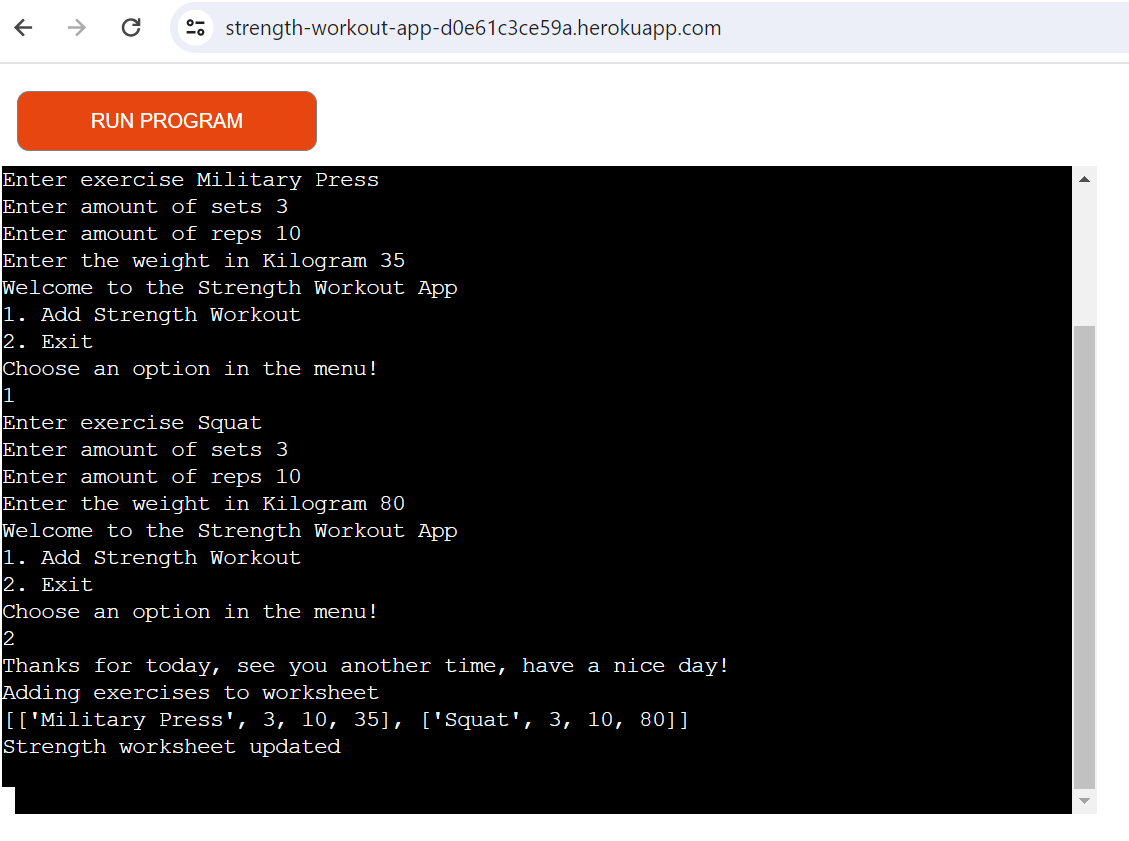 strength-workout-app-d0e61c3ce59a.herokuapp.com
RUN PROGRAM
Enter exercise Military Press
Enter amount of sets 3
Enter amount of reps 10
Enter the weight in Kilogram 35
Welcome to the Strength Workout App
1. Add Strength Workout
2. Exit
Choose an option in the menu!
1
Enter exercise Squat
Enter amount of sets 3
Enter amount of reps 10
Enter the weight in Kilogram 80
Welcome to the Strength Workout App
1. Add Strength Workout
2. Exit
Choose an option in the menu!
2
Thanks for today, see you another time, have a nice day!
Adding exercises to worksheet
[['Military Press', 3, 10, 35], ['Squat', 3, 10, 80]]
Strength worksheet updated